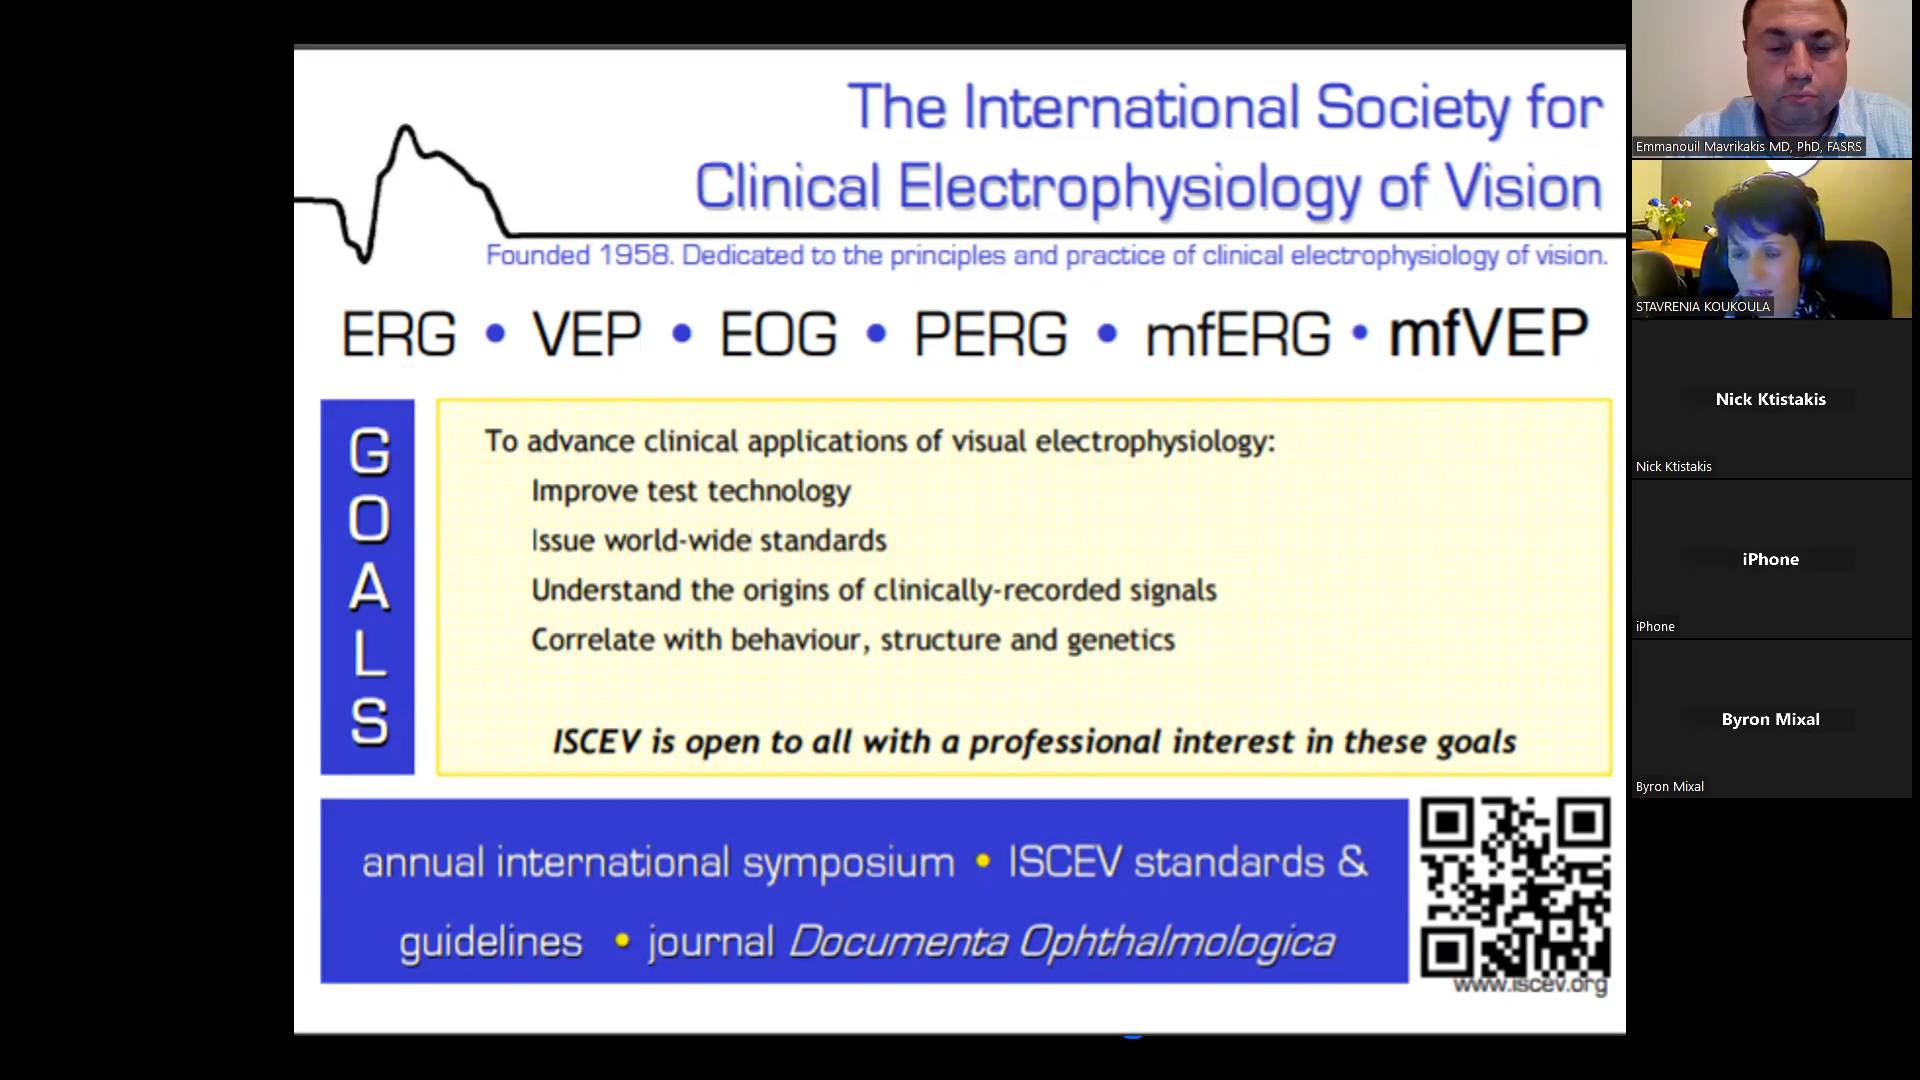 The International Society for
Clinical Electrophysiology of Vision
Founded 1958. Dedicated to the principles and practice of clinical electrophysiology of vision.
ERG • VEP • EOG • PERG • mfERG • mfVEP
GOALS
To advance clinical applications of visual electrophysiology:
Improve test technology
Issue world-wide standards
Understand the origins of clinically-recorded signals
Correlate with behaviour, structure and genetics
ISCEV is open to all with a professional interest in these goals
annual international symposium • ISCEV standards &
guidelines • journal Documenta Ophthalmologica
www.iscev.org
Emmanouil Mavrikakis MD, PhD, FASRS
STAVRENIA KOUKOULA
Nick Ktistakis
Nick Ktistakis
iPhone
iPhone
Byron Mixal
Byron Mixal